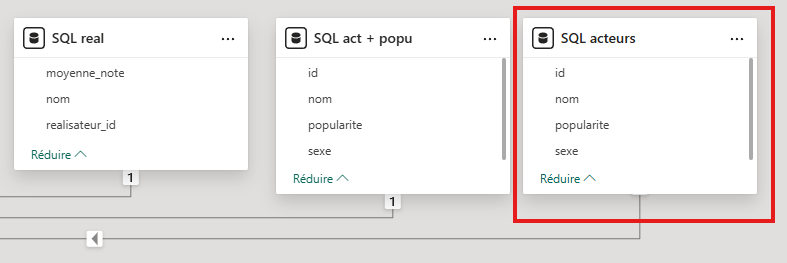 SQL real
moyenne_note
nom
realisateur_id
Réduire
1
SQL act + popu
id
nom
popularite
sexe
Réduire
1
SQL acteurs
id
nom
popularite
sexe
Réduire